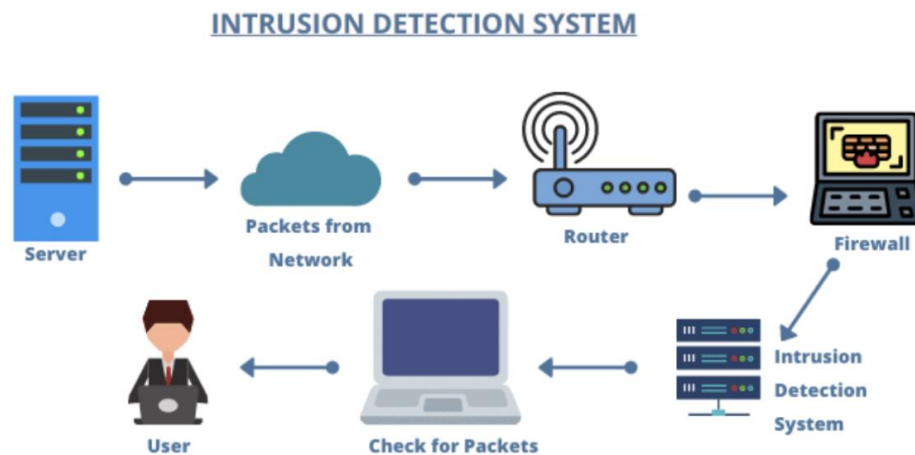 INTRUSION DETECTION SYSTEM
Server
Packets from
Network
Router
Firewall
Intrusion
Detection
System
Check for Packets
User